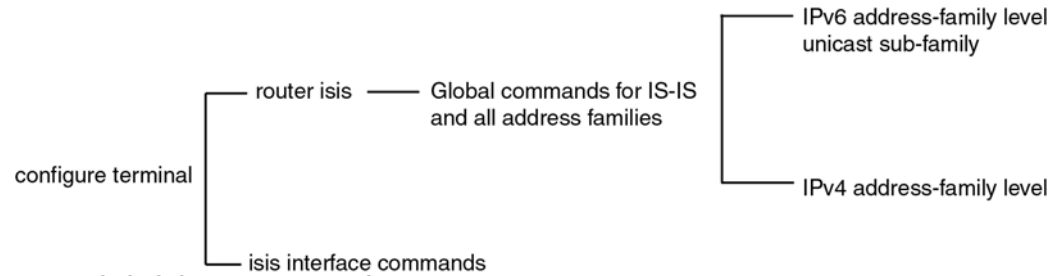 IPv6 address-family level
unicast sub-family
router isis
Global commands for IS-IS
and all address families
configure terminal
IPv4 address-family level
isis interface commands